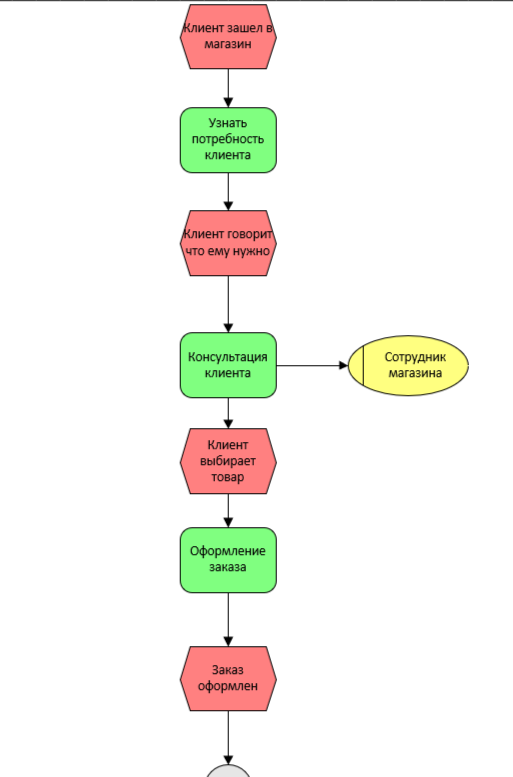 Клиент зашел в
магазин
Узнать
потребность
клиента
Клиент говорит
что ему нужно
Консультация
клиента
Сотрудник
магазина
Клиент
выбирает
товар
Оформление
заказа
Заказ
оформлен